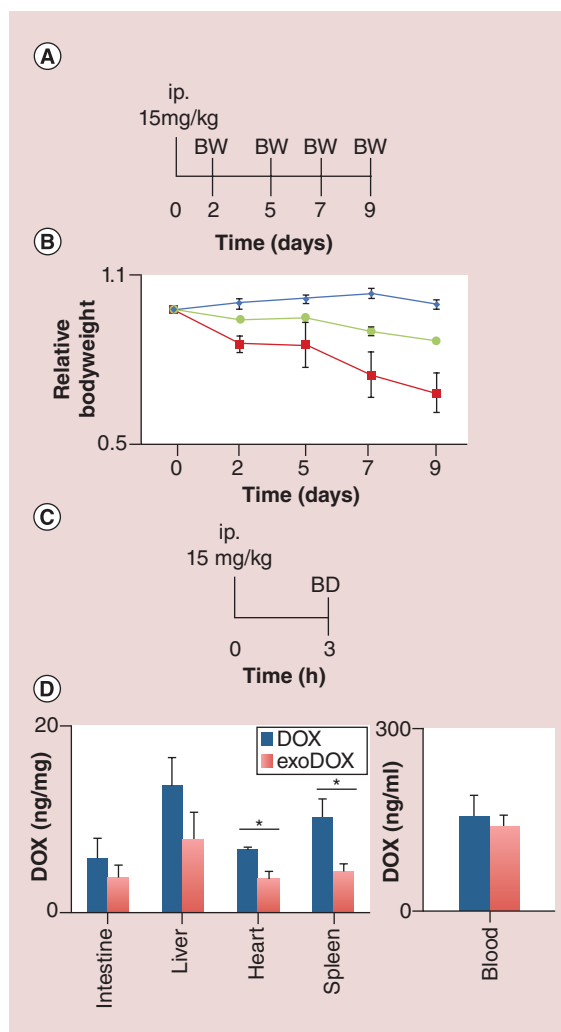 A
ip.
15mg/kg
BW BW BW BW
0 2 5 7 9
Time (days)
B
1.1
Relative
bodyweight
0.5
0 2 5 7 9
Time (days)
C
ip.
15 mg/kg
BD
0 3
Time (h)
D
20
DOX (ng/mg)
0
DOX
exoDOX
* *
Intestine
Liver
Heart
Spleen
300
DOX (ng/ml)
0
Blood